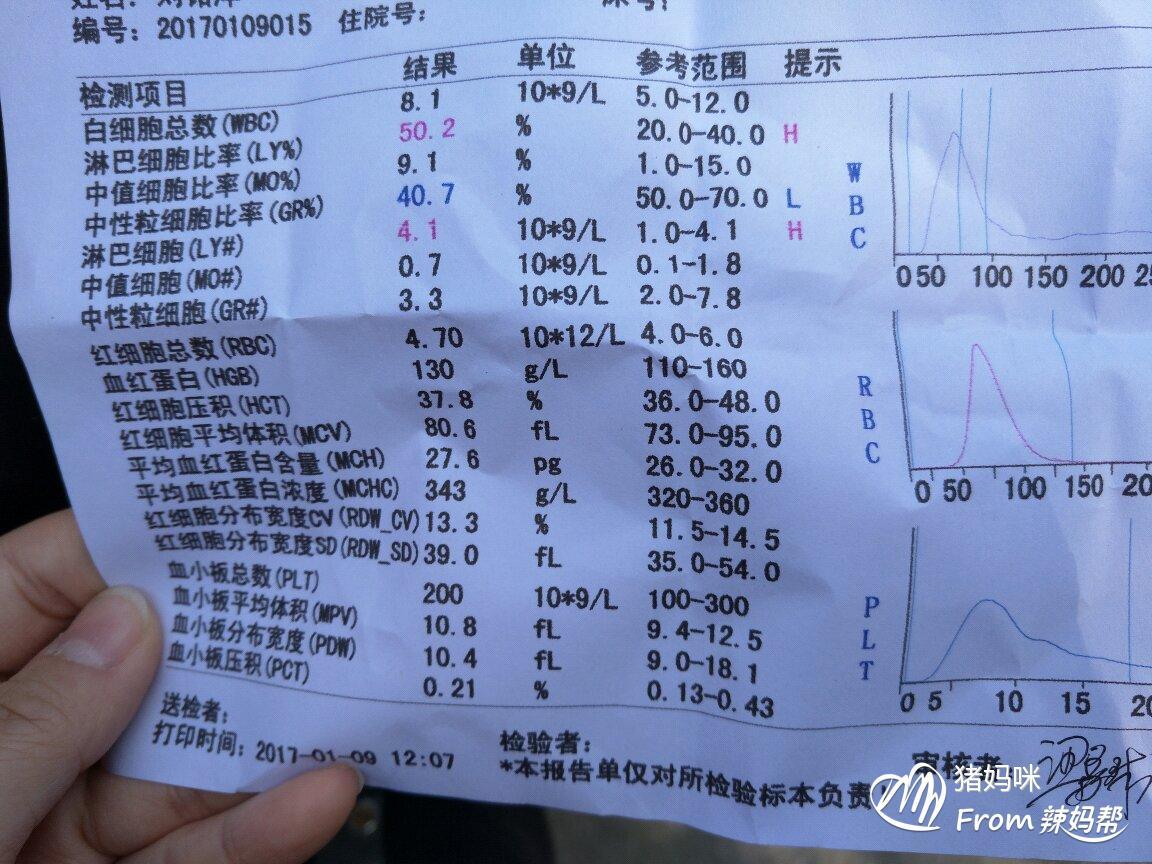 姓名:
床号:
编号: 20170109015 住院号:
检测项目 结果 单位 参考范围 提示
白细胞总数(WBC) 8.1 10*9/L 5.0-12.0
淋巴细胞比率(LY%) 50.2 % 20.0-40.0 H
中值细胞比率(MO%) 9.1 % 1.0-15.0
中性粒细胞比率(GR%) 40.7 % 50.0-70.0 L
淋巴细胞(LY#) 4.1 10*9/L 1.0-4.1 H
中值细胞(MO#) 0.7 10*9/L 0.1-1.8
中性粒细胞(GR#) 3.3 10*9/L 2.0-7.8
红细胞总数(RBC) 4.70 10*12/L 4.0-6.0
血红蛋白(HGB) 130 g/L 110-160
红细胞压积(HCT) 37.8 % 36.0-48.0
红细胞平均体积(MCV) 80.6 fL 73.0-95.0
平均血红蛋白含量(MCH) 27.6 pg 26.0-32.0
平均血红蛋白浓度(MCHC) 343 g/L 320-360
红细胞分布宽度CV(RDW_CV) 13.3 % 11.5-14.5
红细胞分布宽度SD(RDW_SD) 39.0 fL 35.0-54.0
血小板总数(PLT) 200 10*9/L 100-300
血小板平均体积(MPV) 10.8 fL 9.4-12.5
血小板分布宽度(PDW) 10.4 fL 9.0-18.1
血小板压积(PCT) 0.21 % 0.13-0.43
WBC
0 50 100 150 200
RBC
0 50 100 150
PLT
0 5 10 15
送检者:
检验者:
审核者
打印时间: 2017-01-09 12:07
*本报告单仅对所检验标本负责
猪妈咪
From 辣妈帮